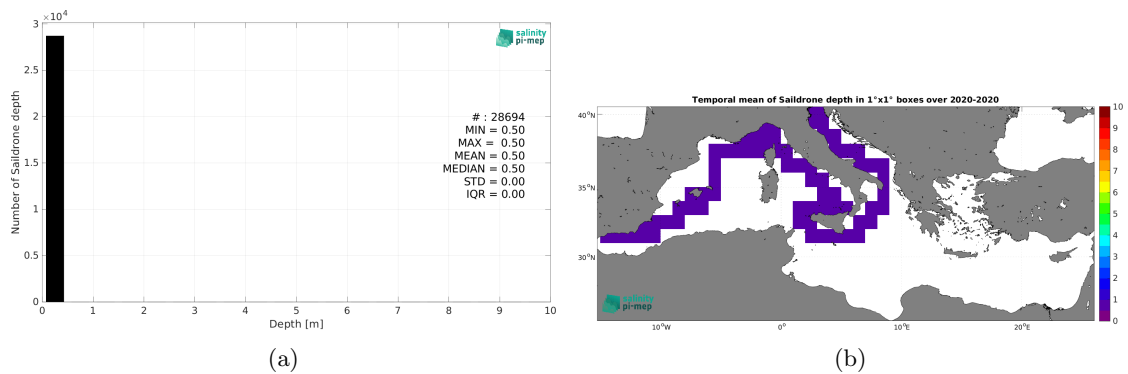 ×10⁴
3
2.5
2
1.5
1
0.5
0
Number of Saildrone depth
0 1 2 3 4 5 6 7 8 9 10
Depth [m]
salinity
pi-mep
# : 28694
MIN = 0.50
MAX = 0.50
MEAN = 0.50
MEDIAN = 0.50
STD = 0.00
IQR = 0.00
(a)
Temporal mean of Saildrone depth in 1°x1° boxes over 2020-2020
40°N
35°N
30°N
10°W 0° 10°E 20°E
salinity
pi-mep
10
9
8
7
6
5
4
3
2
1
0
(b)